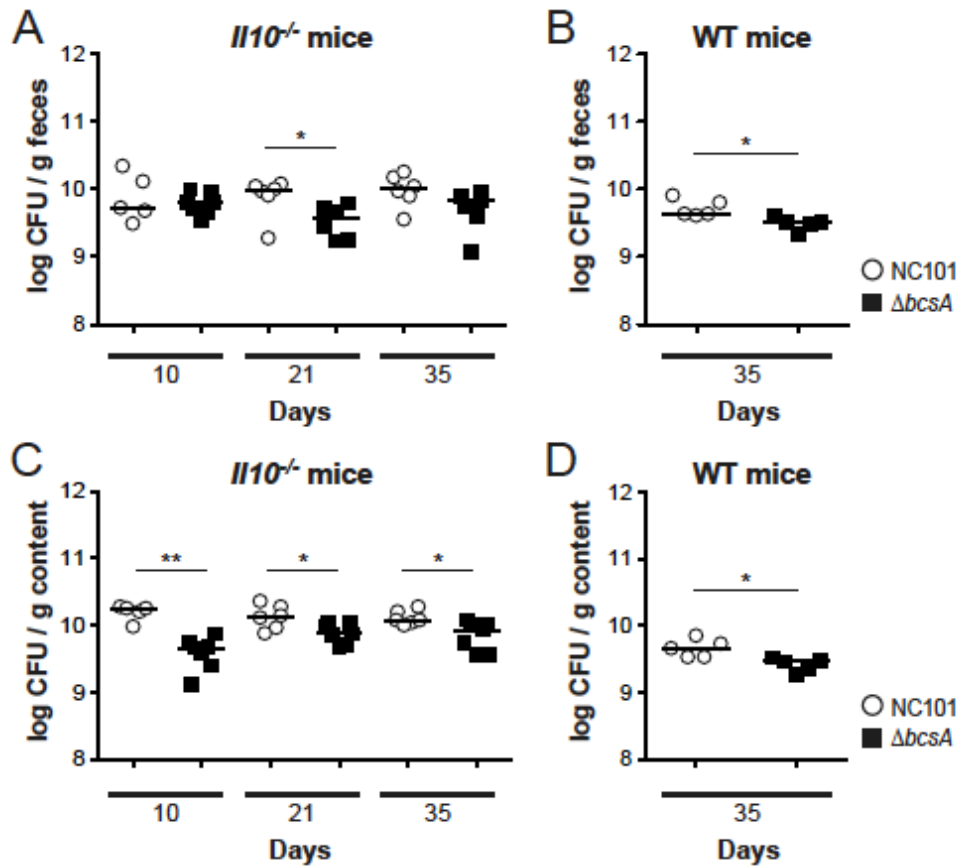 A
Il10-/- mice
log CFU / g feces
12
11
10
9
8
*
10
21
35
Days
B
WT mice
log CFU / g feces
12
11
10
9
8
*
35
Days
NC101
ΔbcsA
C
Il10-/- mice
log CFU / g content
12
11
10
9
8
**
*
*
10
21
35
Days
D
WT mice
log CFU / g content
12
11
10
9
8
*
35
Days
NC101
ΔbcsA